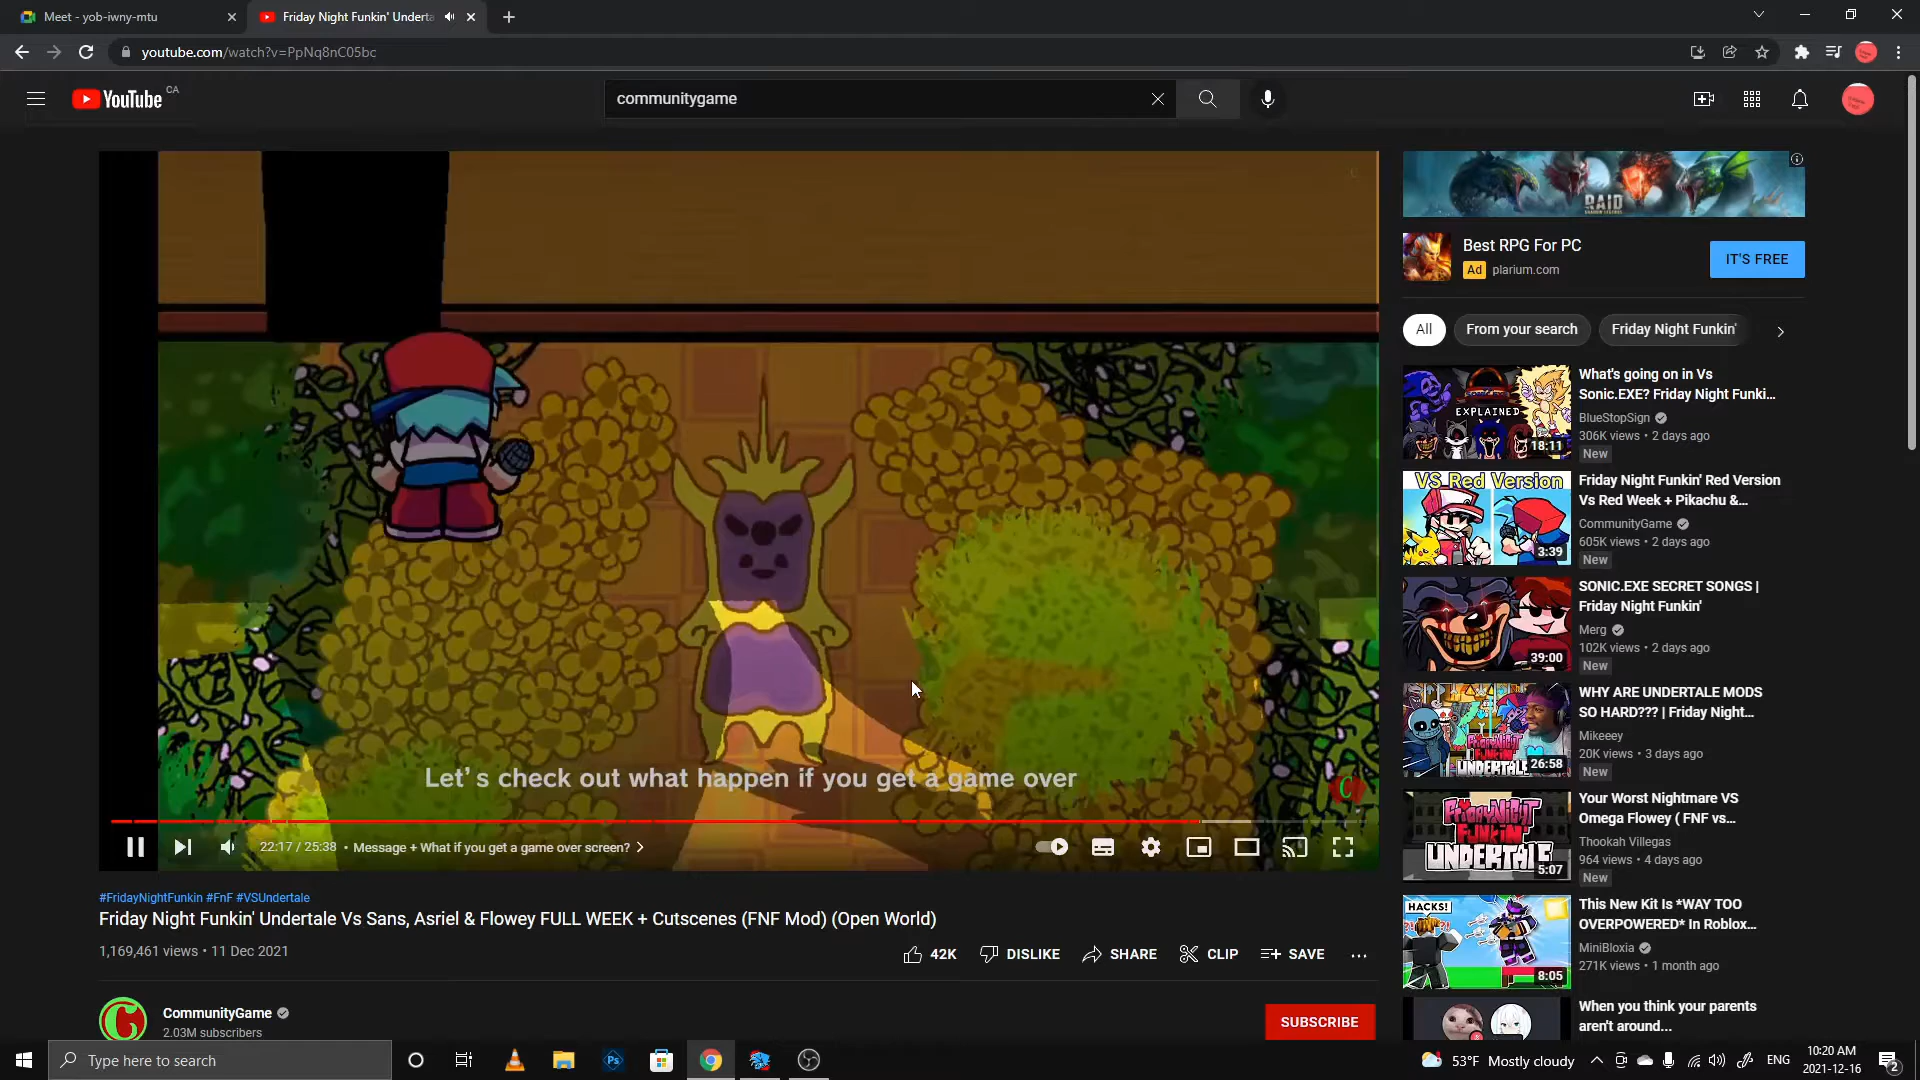 Meet - yob-iwny-mtu
Friday Night Funkin' Underta
youtube.com/watch?v=PpNq8nC05bc
YouTube CA
communitygame
RAID
Best RPG For PC
Ad plarium.com
IT'S FREE
All
From your search
Friday Night Funkin'
Let's check out what happen if you get a game over
22:17 / 25:38 • Message + What if you get a game over screen?
#FridayNightFunkin #FnF #VSUndertale
Friday Night Funkin' Undertale Vs Sans, Asriel & Flowey FULL WEEK + Cutscenes (FNF Mod) (Open World)
1,169,461 views • 11 Dec 2021
42K
DISLIKE
SHARE
CLIP
SAVE
C
CommunityGame
2.03M subscribers
SUBSCRIBE
EXPLAINED
18:11
What's going on in Vs
Sonic.EXE? Friday Night Funki...
BlueStopSign
306K views • 2 days ago
New
VS Red Version
3:39
Friday Night Funkin' Red Version
Vs Red Week + Pikachu &...
CommunityGame
605K views • 2 days ago
New
39:00
SONIC.EXE SECRET SONGS |
Friday Night Funkin'
Merg
102K views • 2 days ago
New
FRIDAY NIGHT
FUNKIN
UNDERTALE
26:58
WHY ARE UNDERTALE MODS
SO HARD??? | Friday Night...
Mikeeey
20K views • 3 days ago
New
FRIDAY NIGHT
FUNKIN
UNDERTALE
5:07
Your Worst Nightmare VS
Omega Flowey ( FNF vs...
Thookah Villegas
964 views • 4 days ago
New
HACKS!
8:05
This New Kit Is *WAY TOO
OVERPOWERED* In Roblox...
MiniBloxia
271K views • 1 month ago
When you think your parents
aren't around...
Type here to search
Ps
53°F Mostly cloudy
ENG
10:20 AM
2021-12-16
2